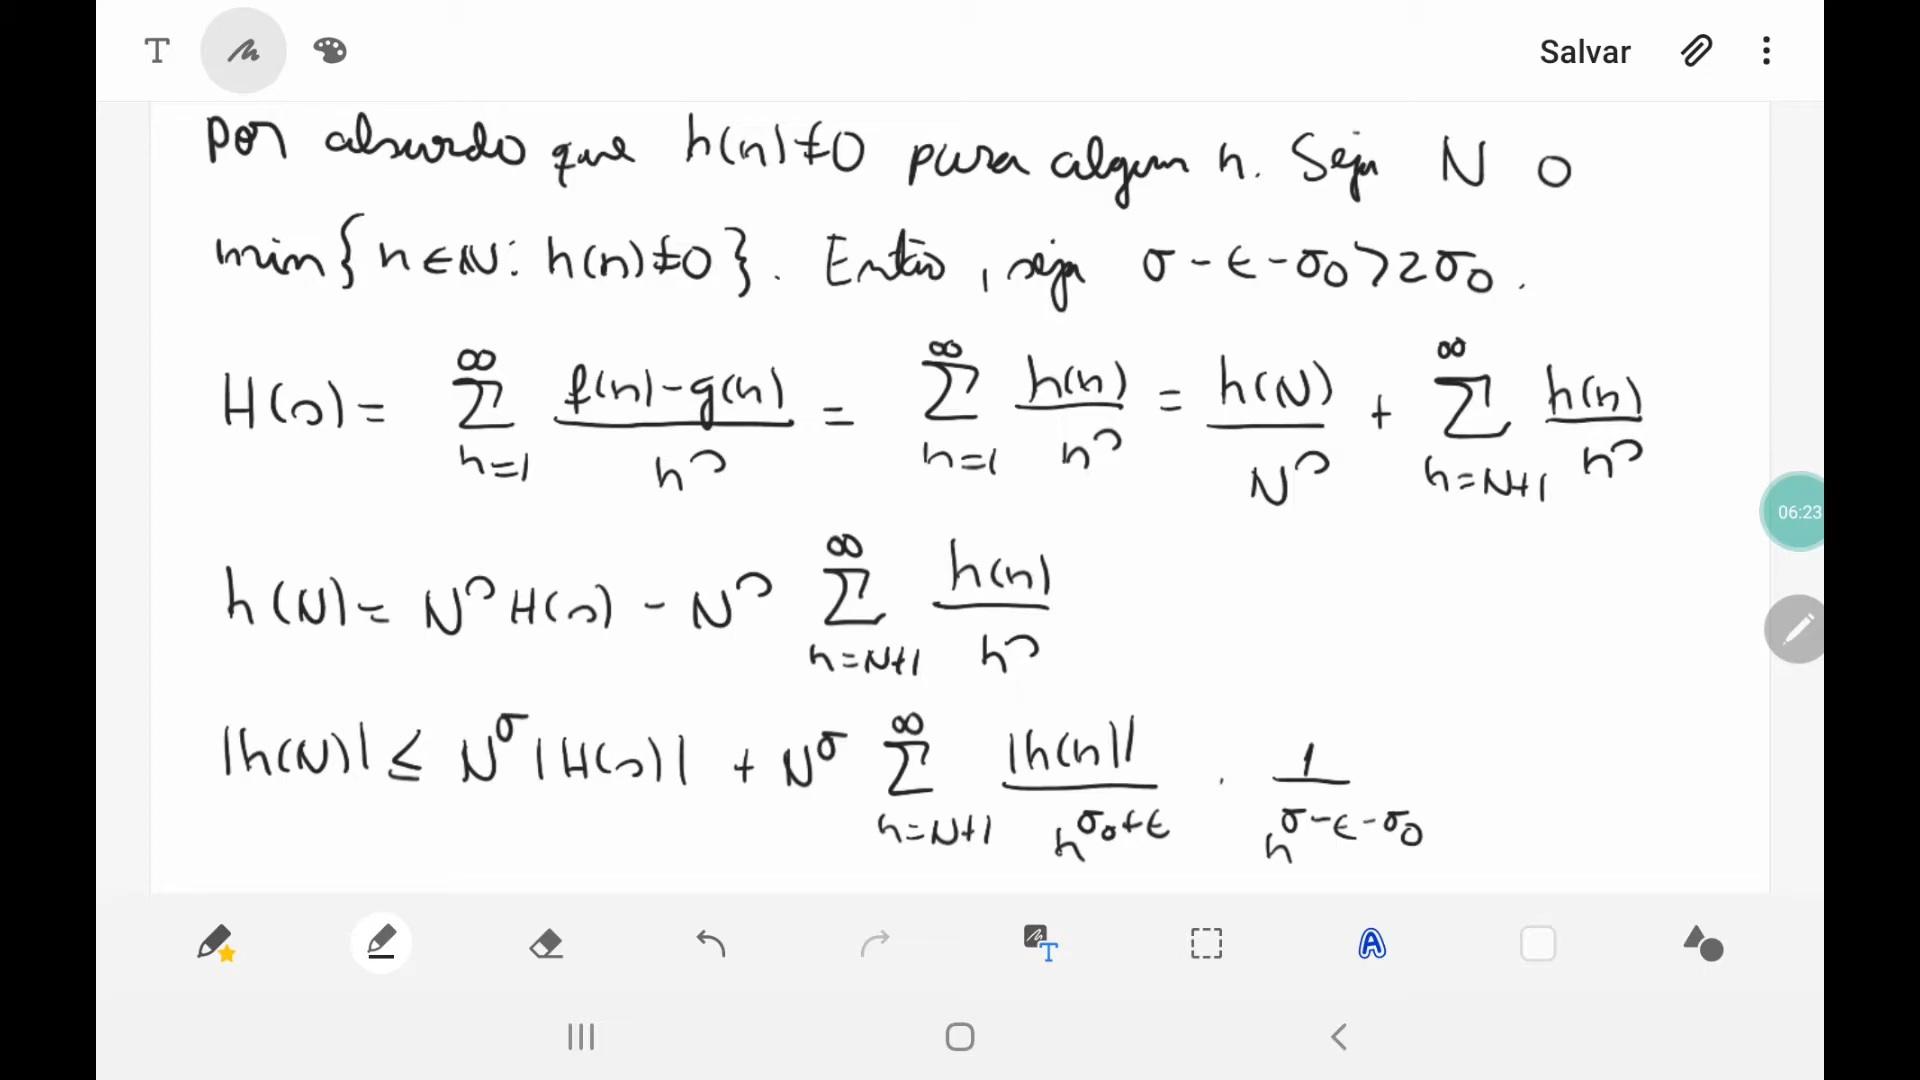 Salvar
Por absurdo que h(n)≠0 para algum n. Seja N o
min{n∈ℕ: h(n)≠0}. Então, seja σ-ε-σ₀>2σ₀.
H(s) = ∑_{n=1}^{∞} (f(n)-g(n))/n^s = ∑_{n=1}^{∞} h(n)/n^s = h(N)/N^s + ∑_{n=N+1}^{∞} h(n)/n^s
06:23
h(N) = N^s H(s) - N^s ∑_{n=N+1}^{∞} h(n)/n^s
|h(N)| ≤ N^σ |H(s)| + N^σ ∑_{n=N+1}^{∞} |h(n)|/n^{σ₀+ε} · 1/n^{σ-ε-σ₀}